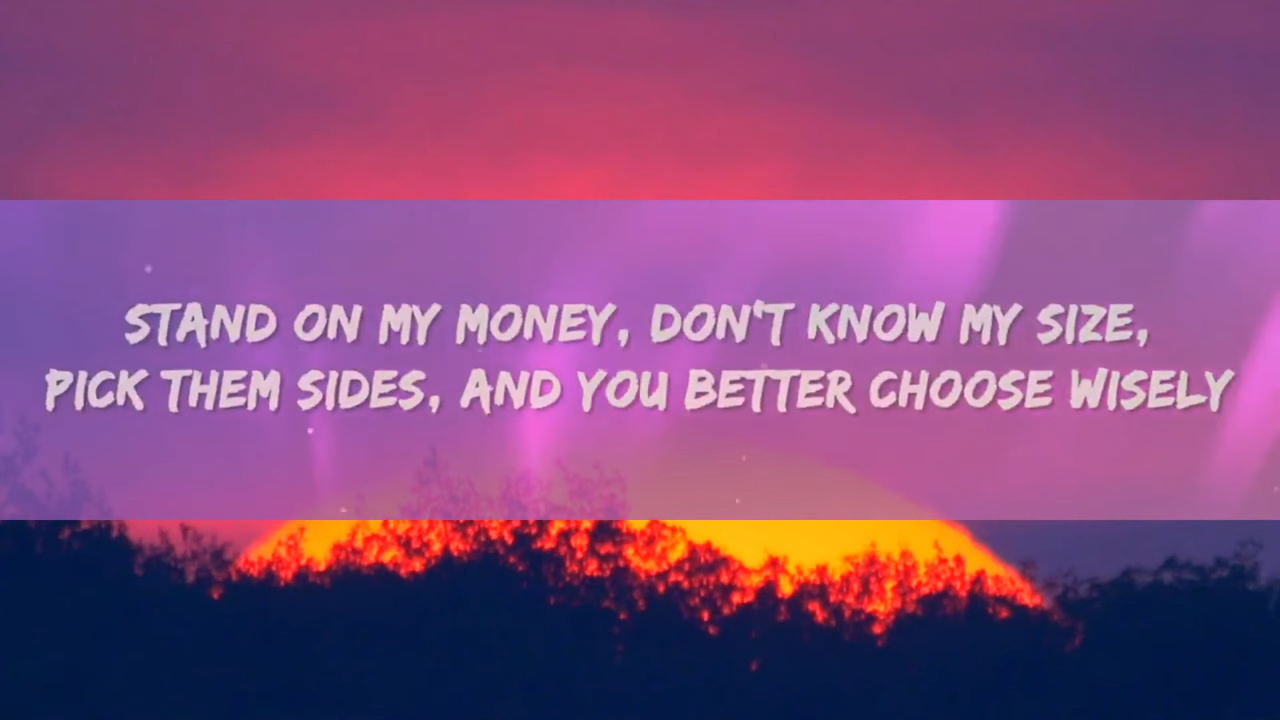 STAND ON MY MONEY, DON'T KNOW MY SIZE,
PICK THEM SIDES, AND YOU BETTER CHOOSE WISELY